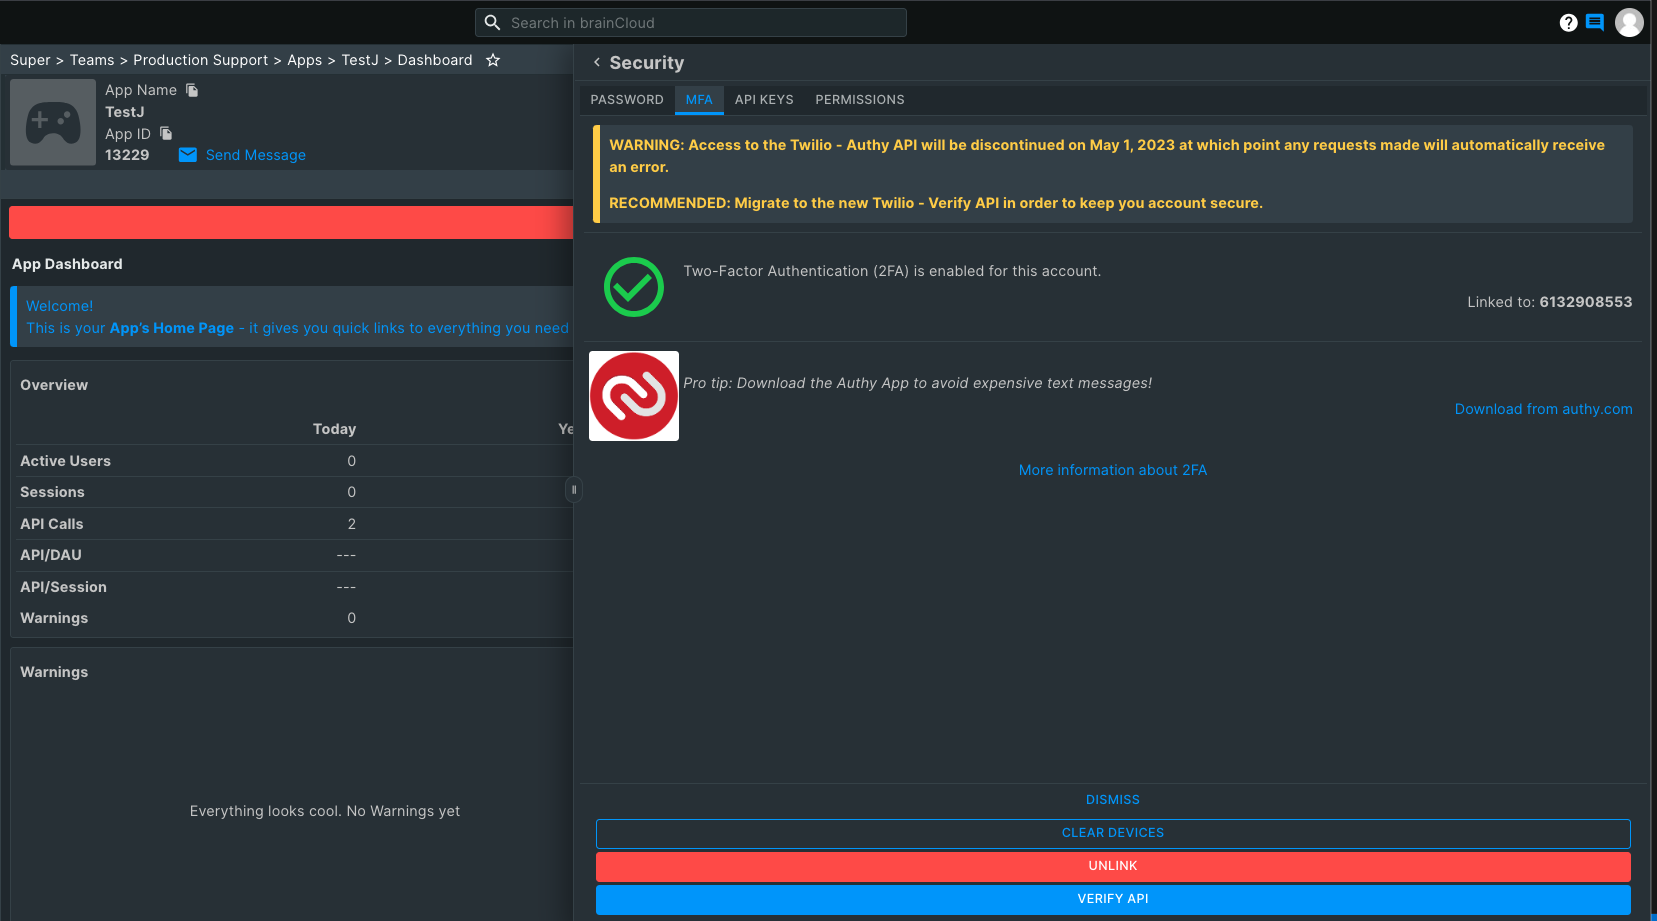 Search in brainCloud
Super > Teams > Production Support > Apps > TestJ > Dashboard
App Name
TestJ
App ID
13229
Send Message
App Dashboard
Welcome!
This is your App's Home Page - it gives you quick links to everything you need
Overview
Today Ye
Active Users 0
Sessions 0
API Calls 2
API/DAU ---
API/Session ---
Warnings 0
Warnings
Everything looks cool. No Warnings yet
< Security
PASSWORD MFA API KEYS PERMISSIONS
WARNING: Access to the Twilio - Authy API will be discontinued on May 1, 2023 at which point any requests made will automatically receive
an error.
RECOMMENDED: Migrate to the new Twilio - Verify API in order to keep you account secure.
Two-Factor Authentication (2FA) is enabled for this account.
Linked to: 6132908553
Pro tip: Download the Authy App to avoid expensive text messages!
Download from authy.com
More information about 2FA
DISMISS
CLEAR DEVICES
UNLINK
VERIFY API